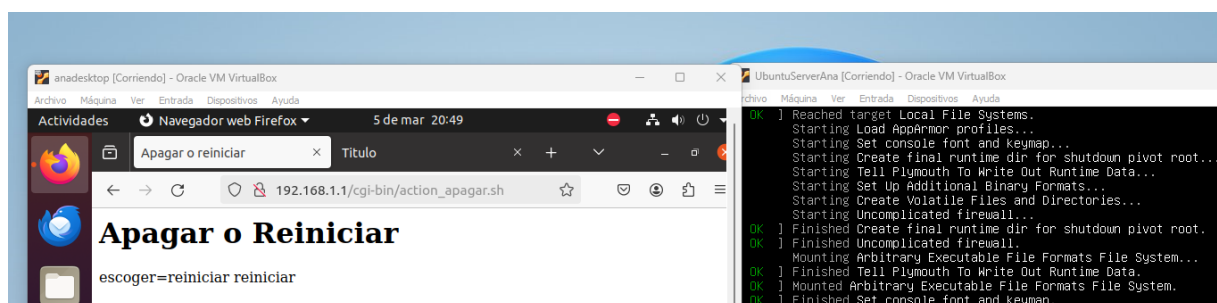 anadesktop [Corriendo] - Oracle VM VirtualBox
Archivo Máquina Ver Entrada Dispositivos Ayuda
Actividades Navegador web Firefox 5 de mar 20:49
Apagar o reiniciar Titulo
192.168.1.1/cgi-bin/action_apagar.sh
Apagar o Reiniciar
escoger=reiniciar reiniciar
UbuntuServerAna [Corriendo] - Oracle VM VirtualBox
rchivo Máquina Ver Entrada Dispositivos Ayuda
OK ] Reached target Local File Systems.
Starting Load AppArmor profiles...
Starting Set console font and keymap...
Starting Create final runtime dir for shutdown pivot root...
Starting Tell Plymouth To Write Out Runtime Data...
Starting Set Up Additional Binary Formats...
Starting Create Volatile Files and Directories...
Starting Uncomplicated firewall...
OK ] Finished Create final runtime dir for shutdown pivot root.
OK ] Finished Uncomplicated firewall.
Mounting Arbitrary Executable File Formats File System...
OK ] Finished Tell Plymouth To Write Out Runtime Data.
OK ] Mounted Arbitrary Executable File Formats File System.
OK ] Finished Set console font and keymap